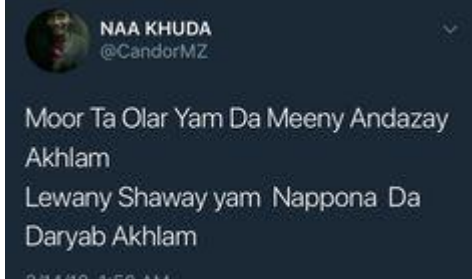 NAA KHUDA
@CandorMZ
Moor Ta Olar Yam Da Meeny Andazay
Akhlam
Lewany Shaway yam Nappona Da
Daryab Akhlam